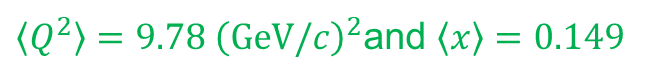 ⟨Q²⟩ = 9.78 (GeV/c)²and ⟨x⟩ = 0.149